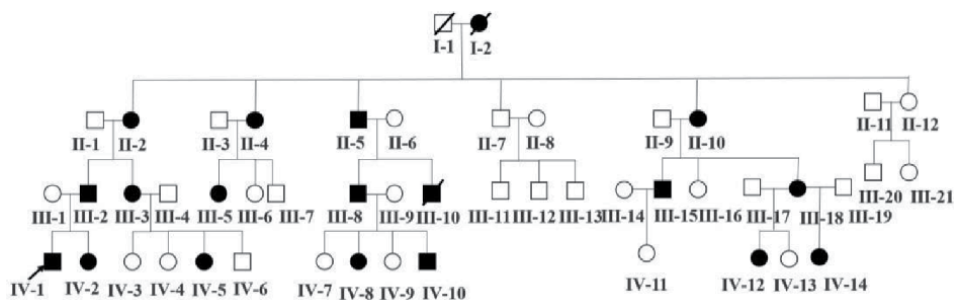 I-1 I-2
II-1 II-2 II-3 II-4 II-5 II-6 II-7 II-8 II-9 II-10 II-11 II-12
III-1 III-2 III-3 III-4 III-5 III-6 III-7 III-8 III-9 III-10 III-11 III-12 III-13 III-14 III-15 III-16 III-17 III-18 III-19 III-20 III-21
IV-1 IV-2 IV-3 IV-4 IV-5 IV-6 IV-7 IV-8 IV-9 IV-10 IV-11 IV-12 IV-13 IV-14